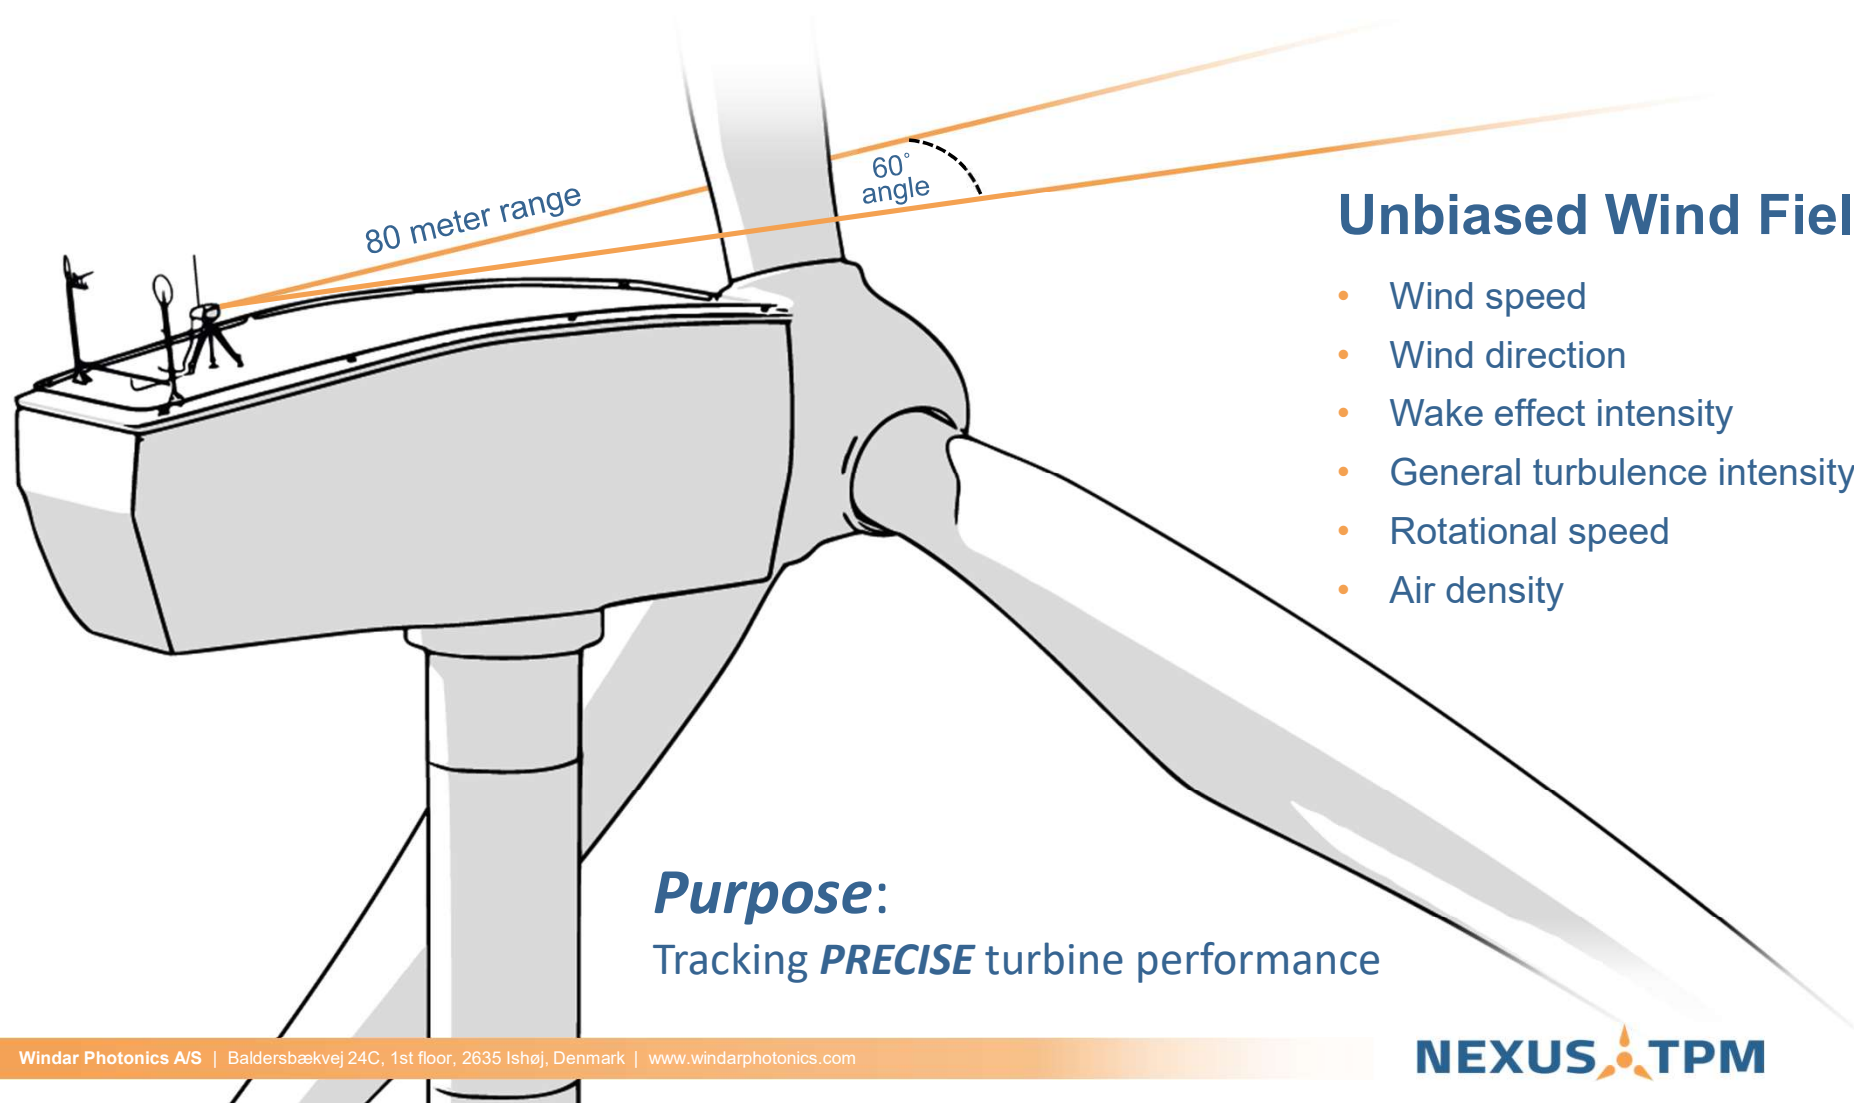 60°
angle
80 meter range
Unbiased Wind Fiel
• Wind speed
• Wind direction
• Wake effect intensity
• General turbulence intensity
• Rotational speed
• Air density
Purpose:
Tracking PRECISE turbine performance
Windar Photonics A/S | Baldersbækvej 24C, 1st floor, 2635 Ishøj, Denmark | www.windarphotonics.com
NEXUS TPM